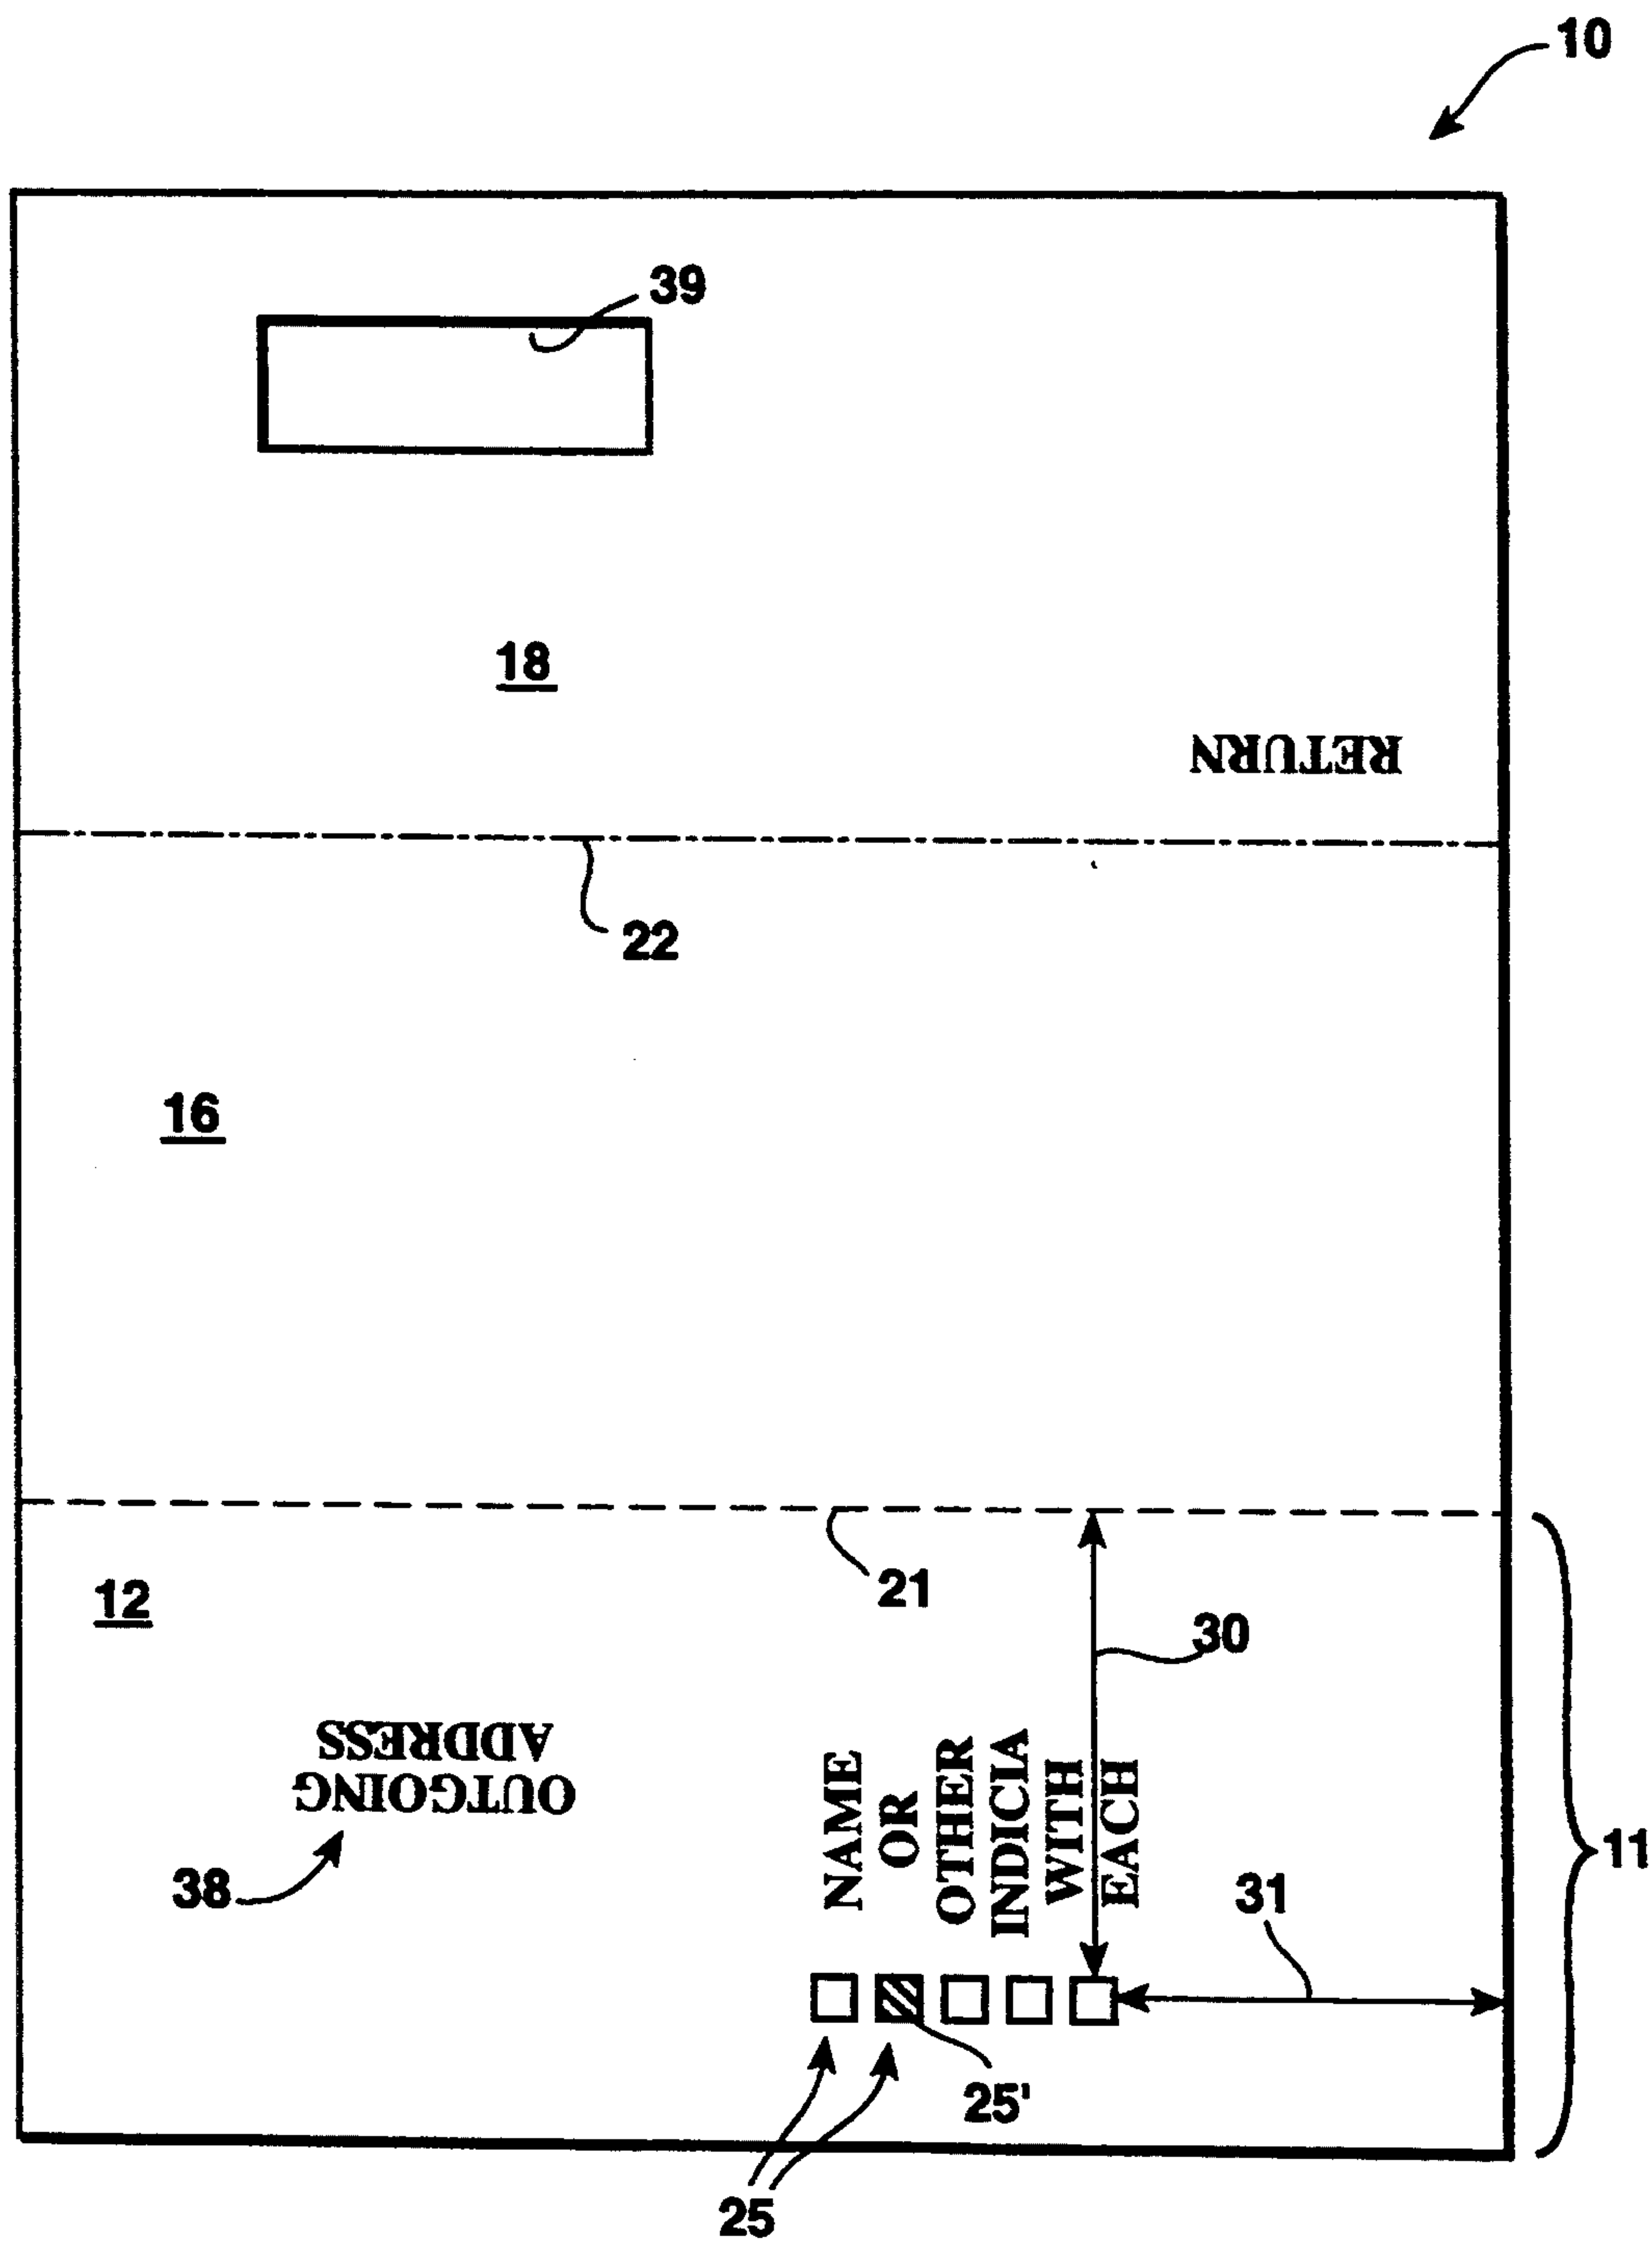 10
39
18
RETURN
22
16
12
21
30
OUTGOING
ADDRESS
38
NAME
OR
OTHER
INDICIA
WITH
EACH
31
11
25'
25